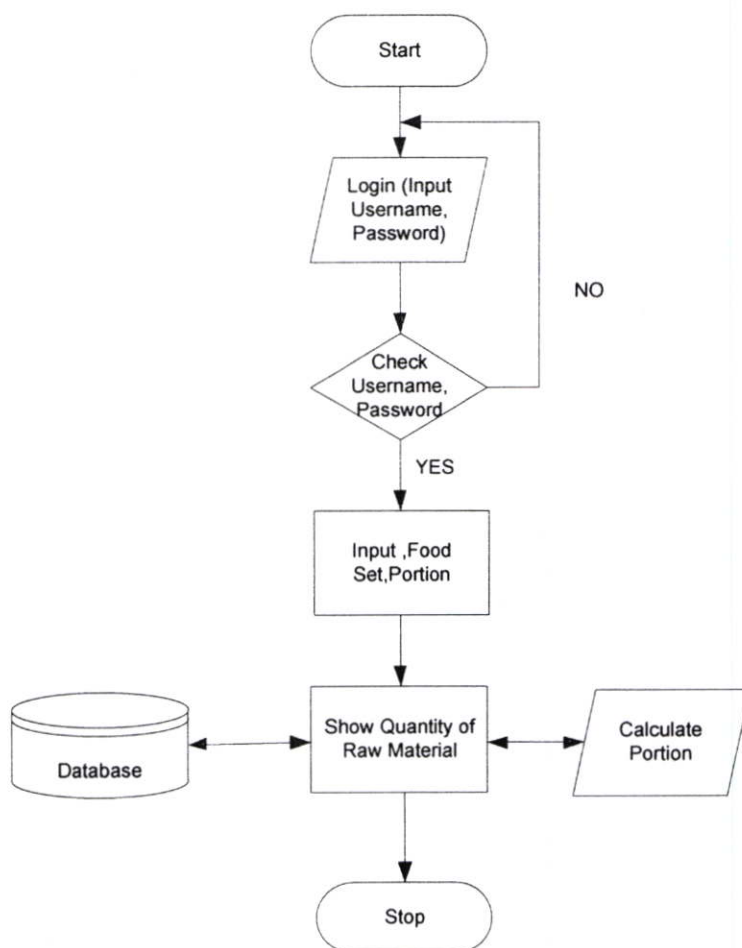 Start
Login (Input
Username,
Password)
NO
Check
Username,
Password
YES
Input ,Food
Set,Portion
Database
Show Quantity of
Raw Material
Calculate
Portion
Stop